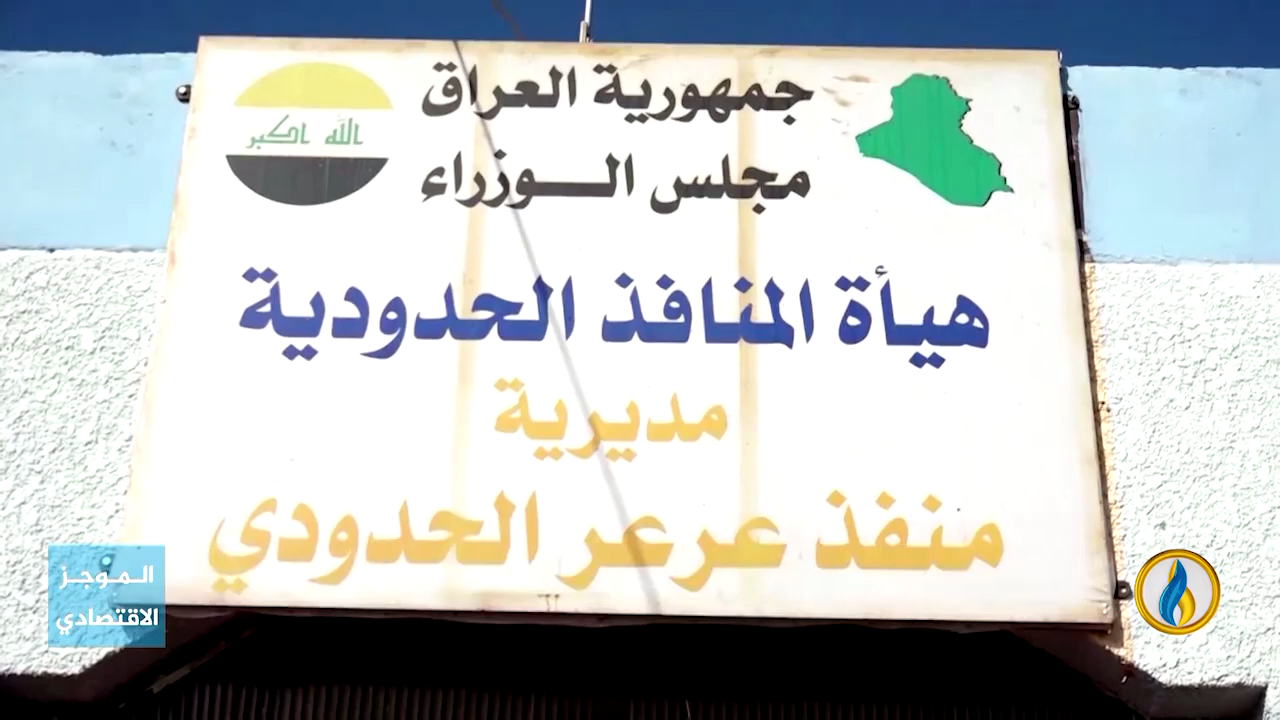 جمهورية العراق
مجلس الـــوزراء
الله اكبر
هيأة المنافذ الحدودية
مديرية
منفذ عرعر الحدودي
الـمـوجـز
الاقتصادي